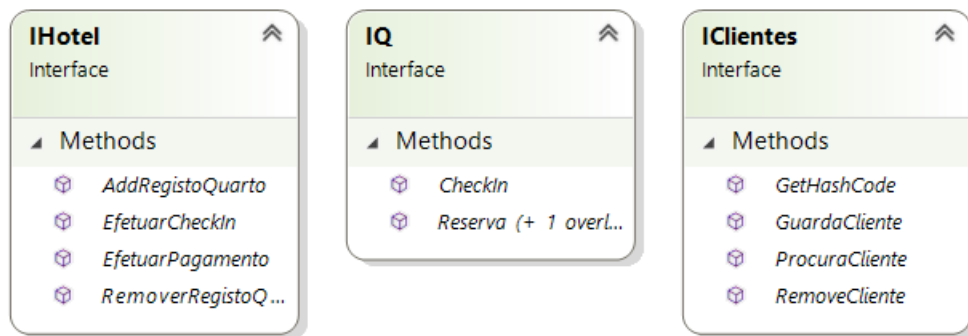 IHotel
Interface
Methods
AddRegistoQuarto
EfetuarCheckIn
EfetuarPagamento
RemoverRegistoQ...
IQ
Interface
Methods
CheckIn
Reserva (+ 1 overl...
IClientes
Interface
Methods
GetHashCode
GuardaCliente
ProcuraCliente
RemoveCliente